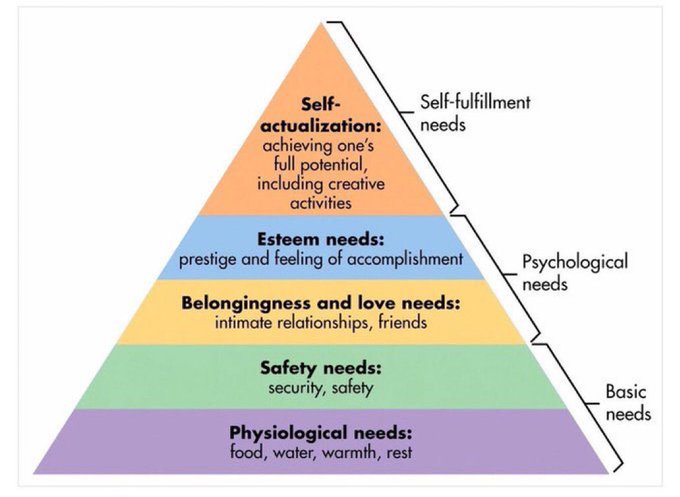 Self-
actualization:
achieving one's
full potential,
including creative
activities
Self-fulfillment
needs
Esteem needs:
prestige and feeling of accomplishment
Psychological
needs
Belongingness and love needs:
intimate relationships, friends
Safety needs:
security, safety
Basic
needs
Physiological needs:
food, water, warmth, rest